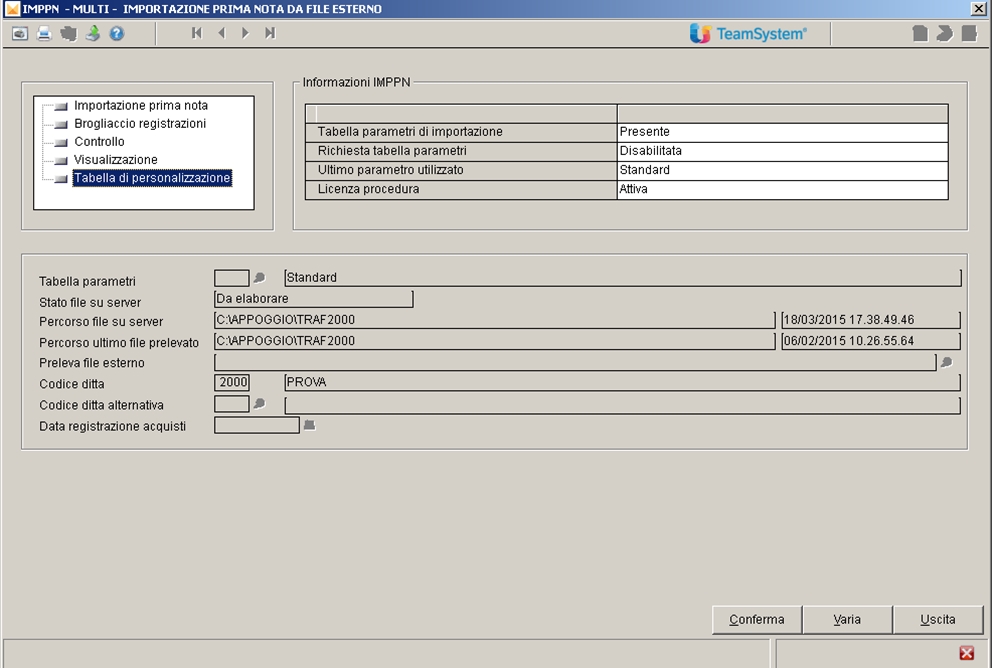 IMPPN - MULTI - IMPORTAZIONE PRIMA NOTA DA FILE ESTERNO
TeamSystem®
Importazione prima nota
Brogliaccio registrazioni
Controllo
Visualizzazione
Tabella di personalizzazione
Informazioni IMPPN
Tabella parametri di importazione Presente
Richiesta tabella parametri Disabilitata
Ultimo parametro utilizzato Standard
Licenza procedura Attiva
Tabella parametri Standard
Stato file su server Da elaborare
Percorso file su server C:\APPOGGIO\TRAF2000 18/03/2015 17.38.49.46
Percorso ultimo file prelevato C:\APPOGGIO\TRAF2000 06/02/2015 10.26.55.64
Preleva file esterno
Codice ditta 2000 PROVA
Codice ditta alternativa
Data registrazione acquisti
Conferma Varia Uscita